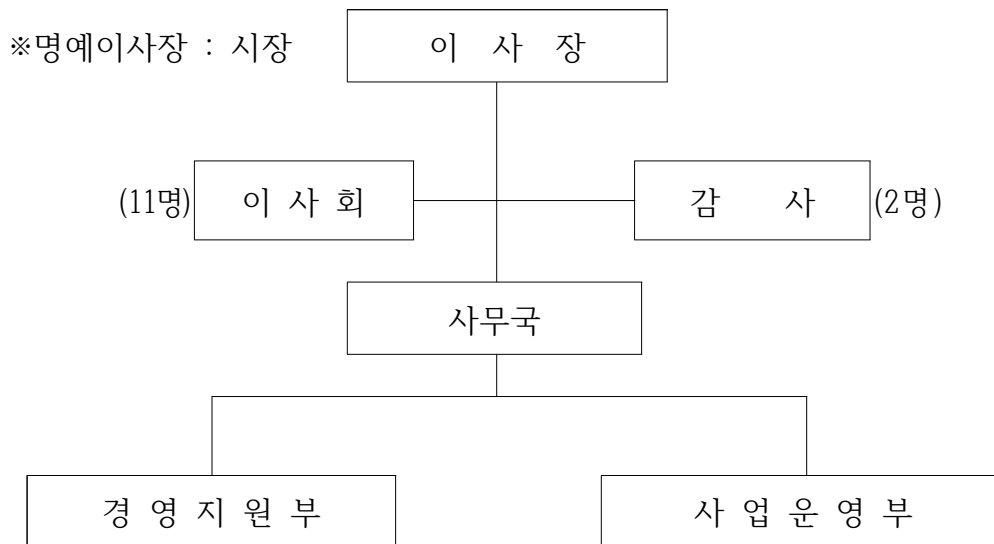 ※명예이사장 : 시장
이 사 장
(11명) 이 사 회
감 사 (2명)
사무국
경 영 지 원 부
사 업 운 영 부